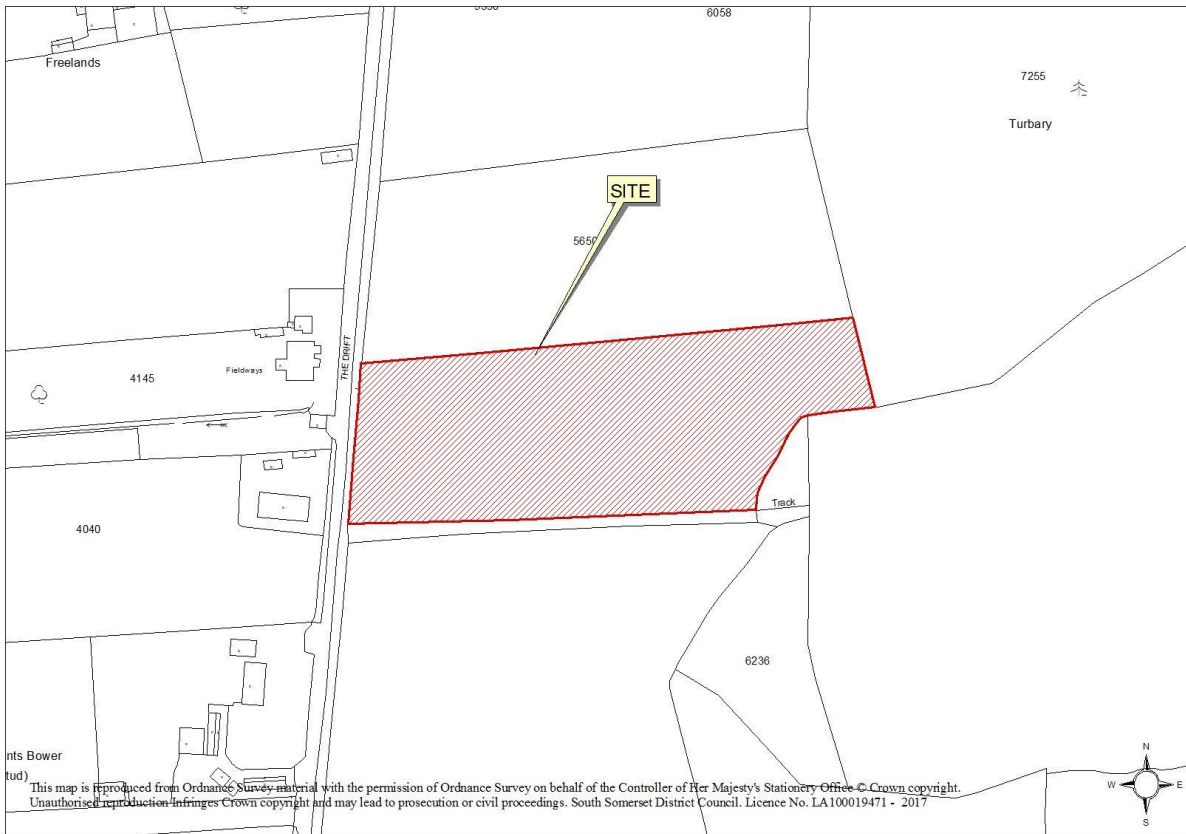 6058
Freelands
7255
Turbary
SITE
5650
THE DRIFT
Fieldways
4145
Track
4040
6236
nts Bower
tud)
N
W E
S
This map is reproduced from Ordnance Survey material with the permission of Ordnance Survey on behalf of the Controller of Her Majesty's Stationery Office © Crown copyright.
Unauthorised reproduction infringes Crown copyright and may lead to prosecution or civil proceedings. South Somerset District Council. Licence No. LA100019471 - 2017